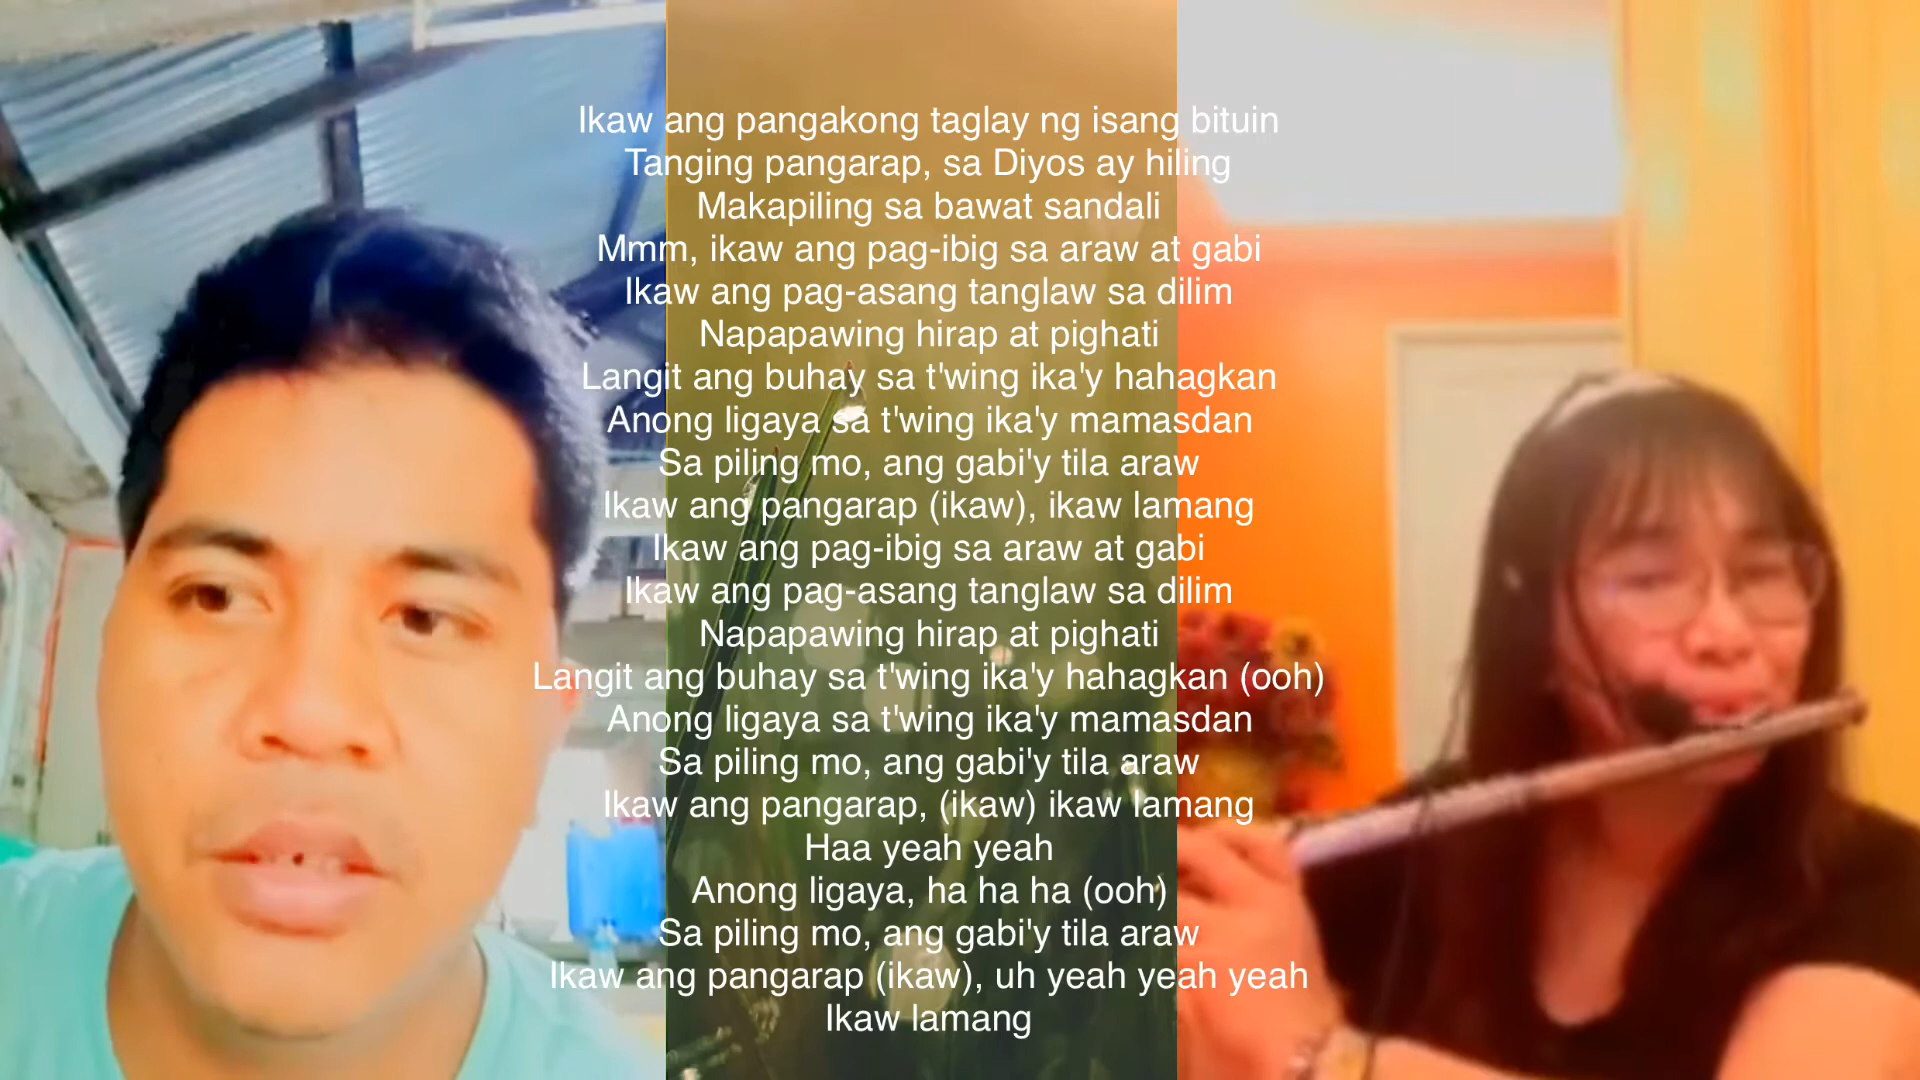 Ikaw ang pangakong taglay ng isang bituin
Tanging pangarap, sa Diyos ay hiling
Makapiling sa bawat sandali
Mmm, ikaw ang pag-ibig sa araw at gabi
Ikaw ang pag-asang tanglaw sa dilim
Napapawing hirap at pighati
Langit ang buhay sa t'wing ika'y hahagkan
Anong ligaya sa t'wing ika'y mamasdan
Sa piling mo, ang gabi'y tila araw
Ikaw ang pangarap (ikaw), ikaw lamang
Ikaw ang pag-ibig sa araw at gabi
Ikaw ang pag-asang tanglaw sa dilim
Napapawing hirap at pighati
Langit ang buhay sa t'wing ika'y hahagkan (ooh)
Anong ligaya sa t'wing ika'y mamasdan
Sa piling mo, ang gabi'y tila araw
Ikaw ang pangarap, (ikaw) ikaw lamang
Haa yeah yeah
Anong ligaya, ha ha ha (ooh)
Sa piling mo, ang gabi'y tila araw
Ikaw ang pangarap (ikaw), uh yeah yeah yeah
Ikaw lamang